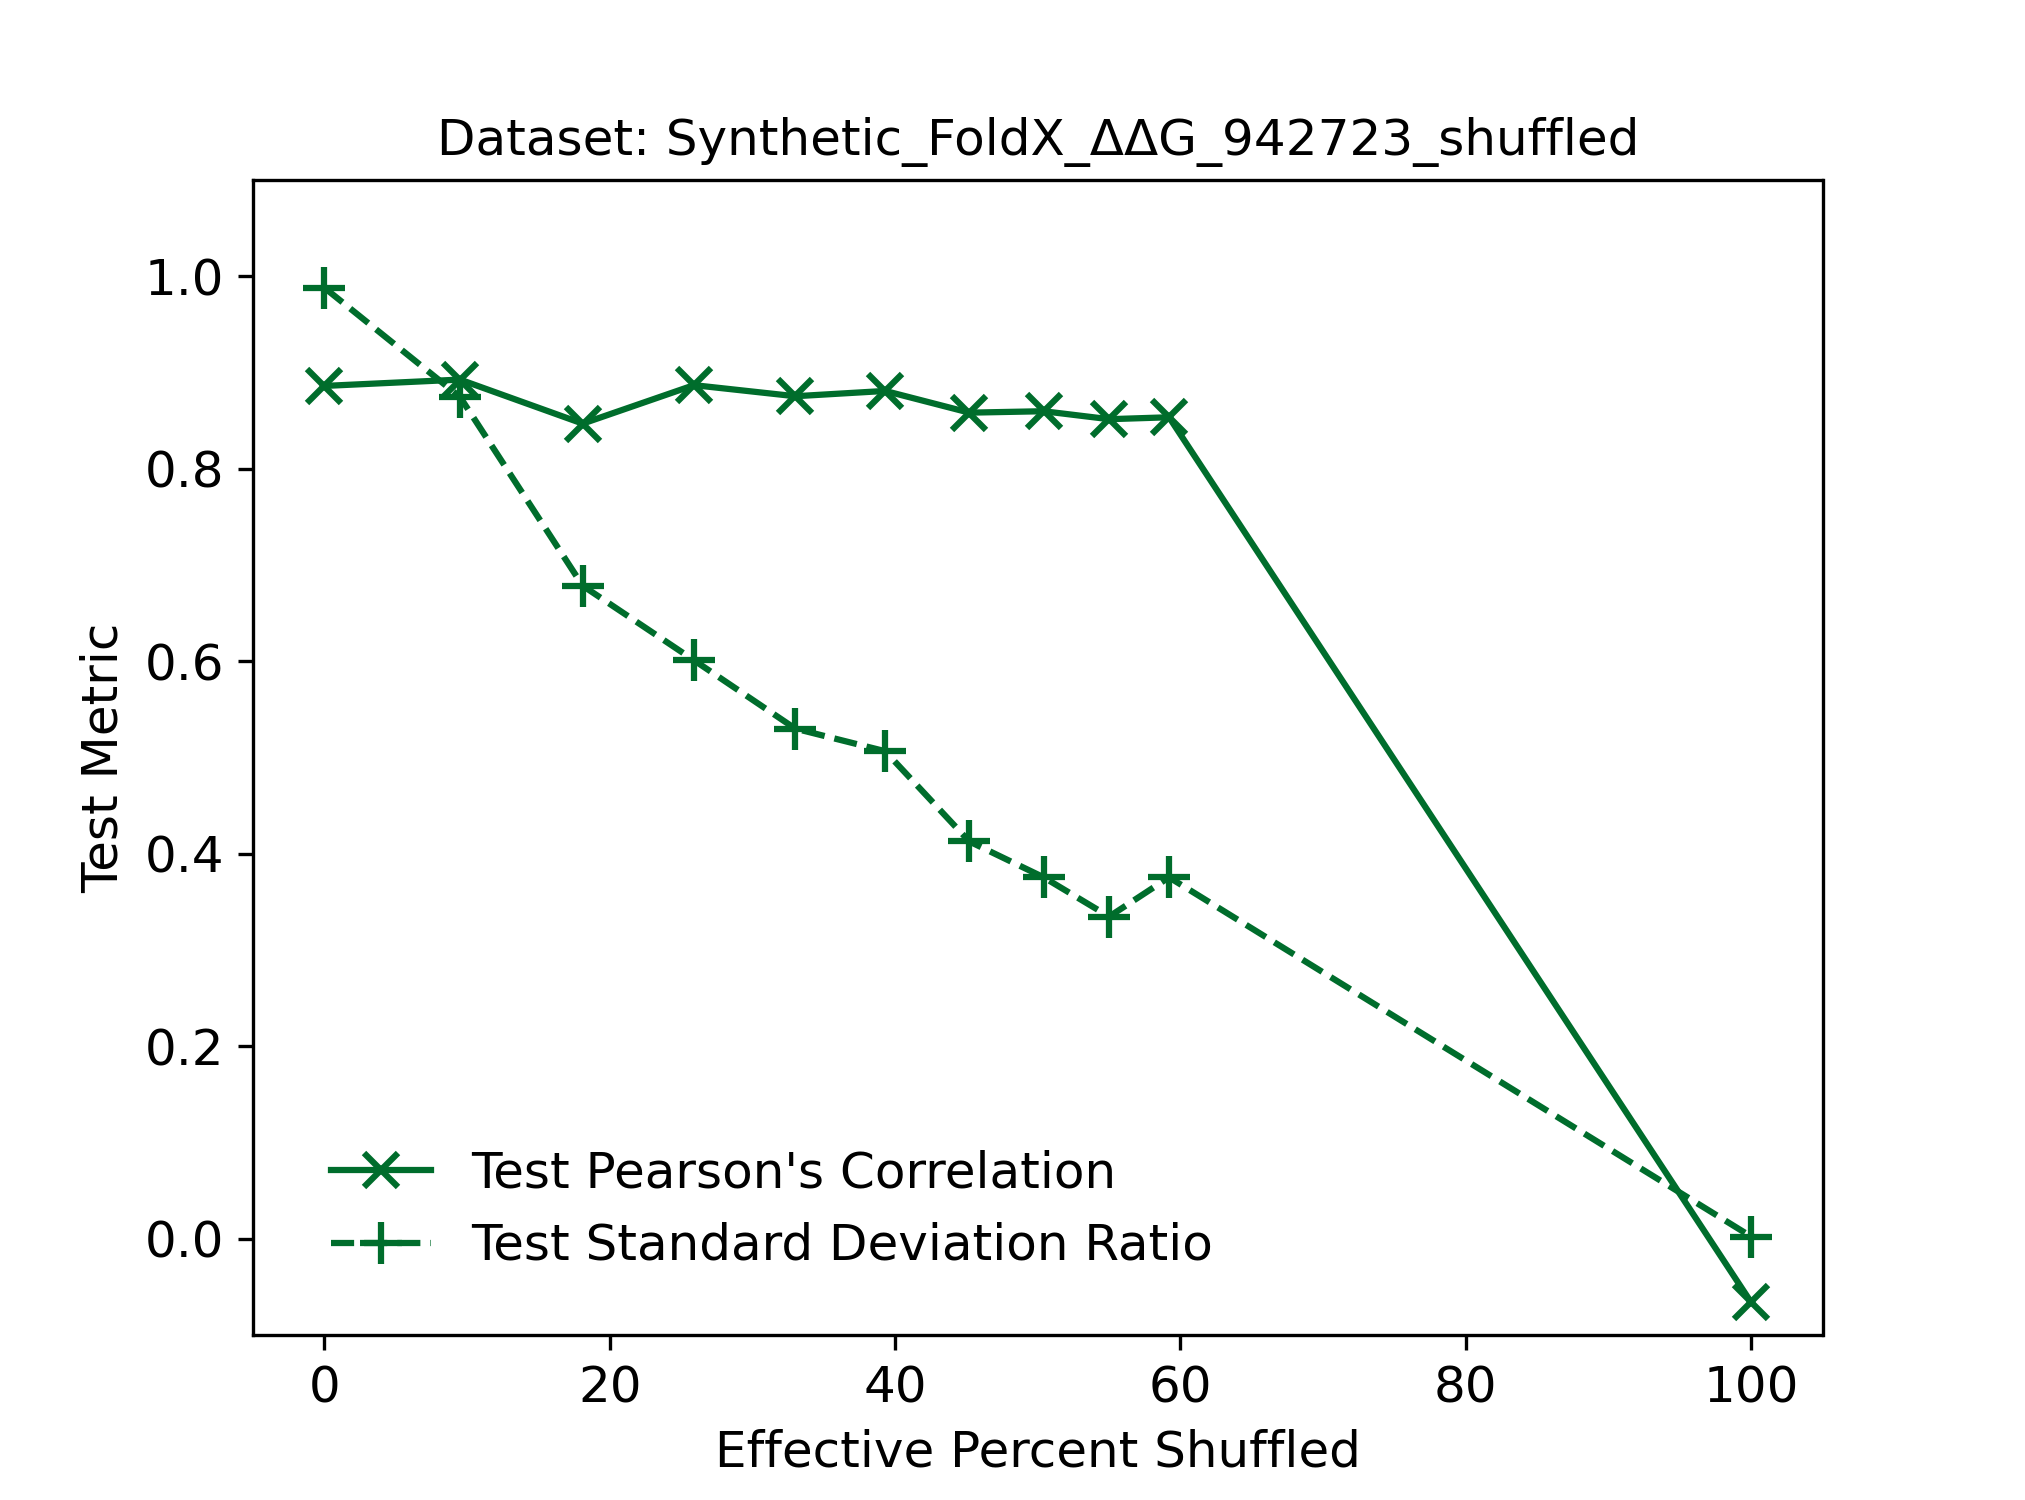 Dataset: Synthetic_FoldX_ΔΔG_942723_shuffled
1.0
0.8
0.6
0.4
0.2
0.0
Test Metric
Test Pearson's Correlation
Test Standard Deviation Ratio
0 20 40 60 80 100
Effective Percent Shuffled